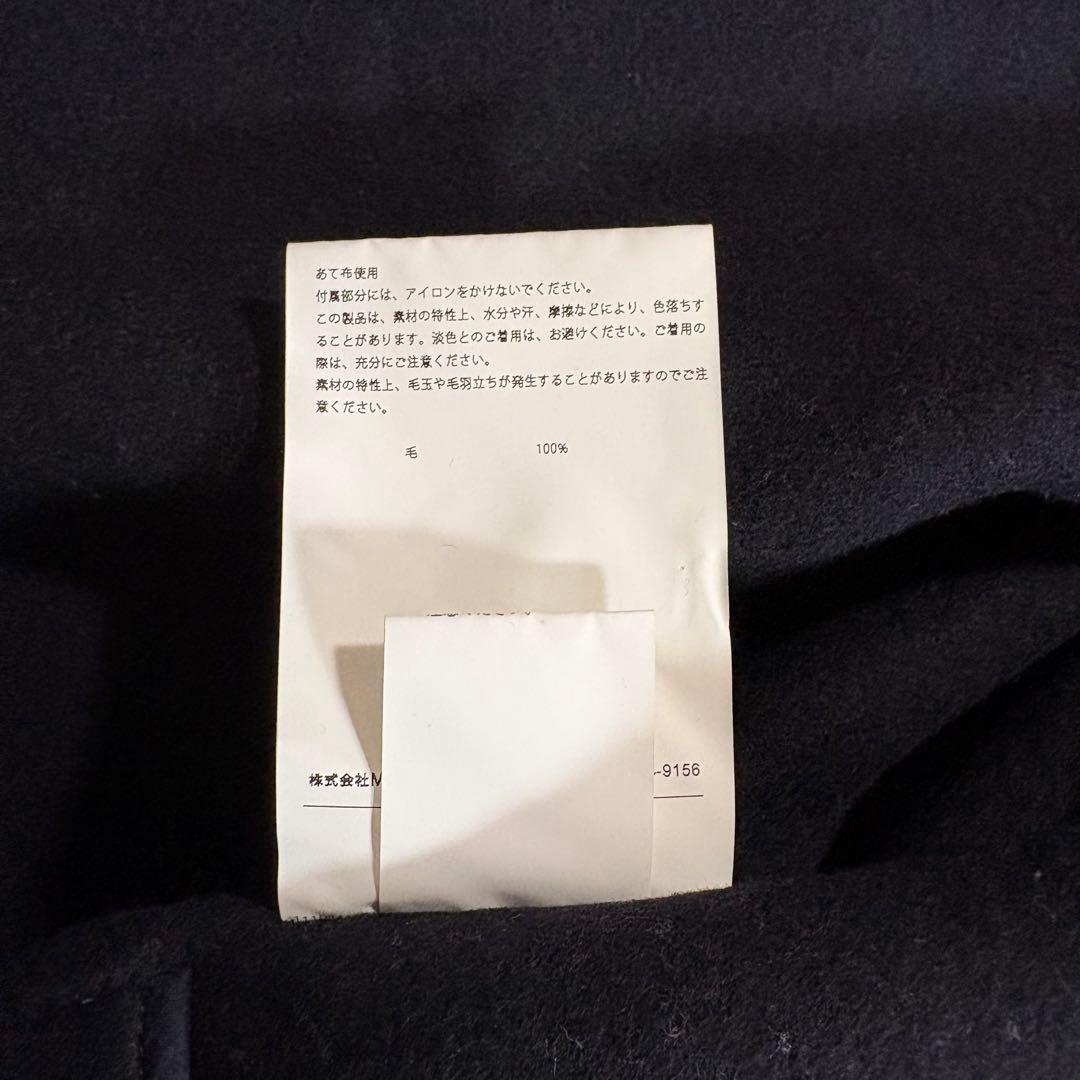 あて布使用
付属部分には、アイロンをかけないでください。
この製品は、素材の特性上、水分や汗、摩擦などにより、色落ちす
ることがあります。淡色とのご着用は、お避けください。ご着用の
際は、充分にご注意ください。
素材の特性上、毛玉や毛羽立ちが発生することがありますのでご注
意ください。
毛 100%
株式会社M -9156